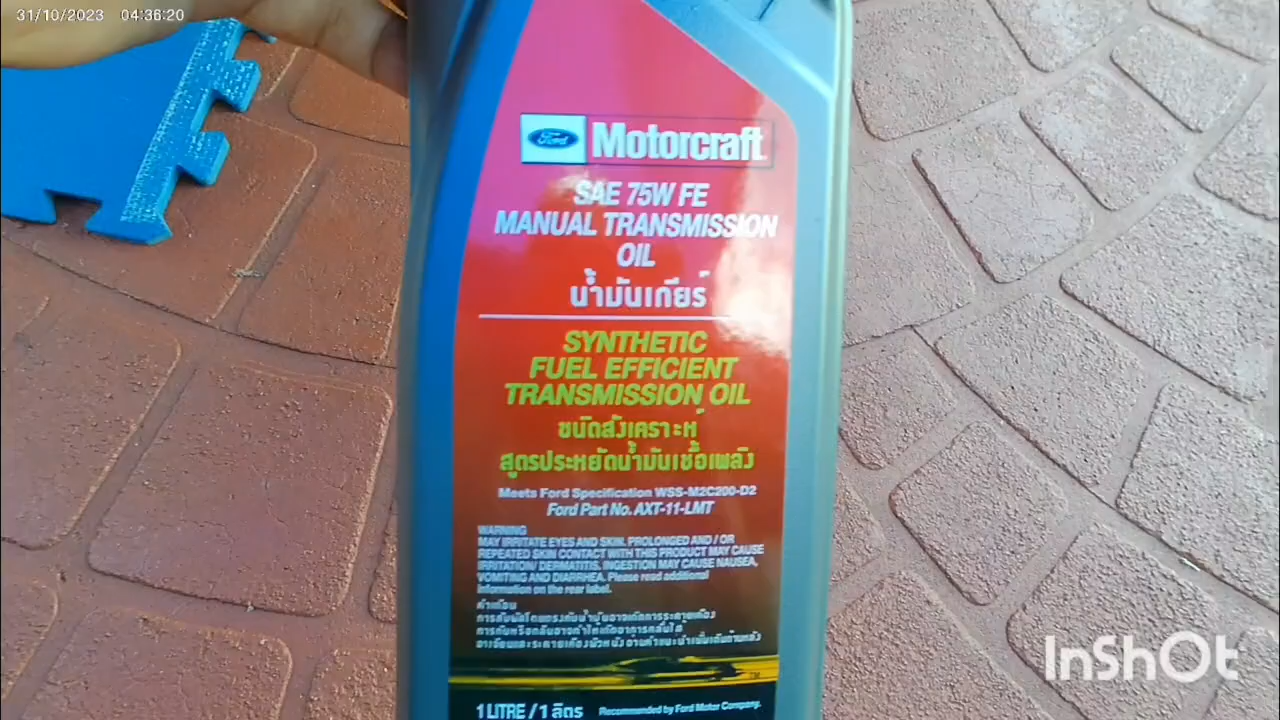 31/10/2023 04:36:20
Ford
Motorcraft
SAE 75W FE
MANUAL TRANSMISSION
OIL
น้ำมันเกียร์
SYNTHETIC
FUEL EFFICIENT
TRANSMISSION OIL
ชนิดสังเคราะห์
สูตรประหยัดน้ำมันเชื้อเพลิง
Meets Ford Specification WSS-M2C200-D2
Ford Part No. AXT-11-LMT
WARNING
MAY IRRITATE EYES AND SKIN. PROLONGED AND / OR
REPEATED SKIN CONTACT WITH THIS PRODUCT MAY CAUSE
IRRITATION/ DERMATITIS. INGESTION MAY CAUSE NAUSEA,
VOMITING AND DIARRHEA. Please read additional
information on the rear label.
คำเตือน
1 LITRE / 1 ลิตร Recommended by Ford Motor Company.
InShOt